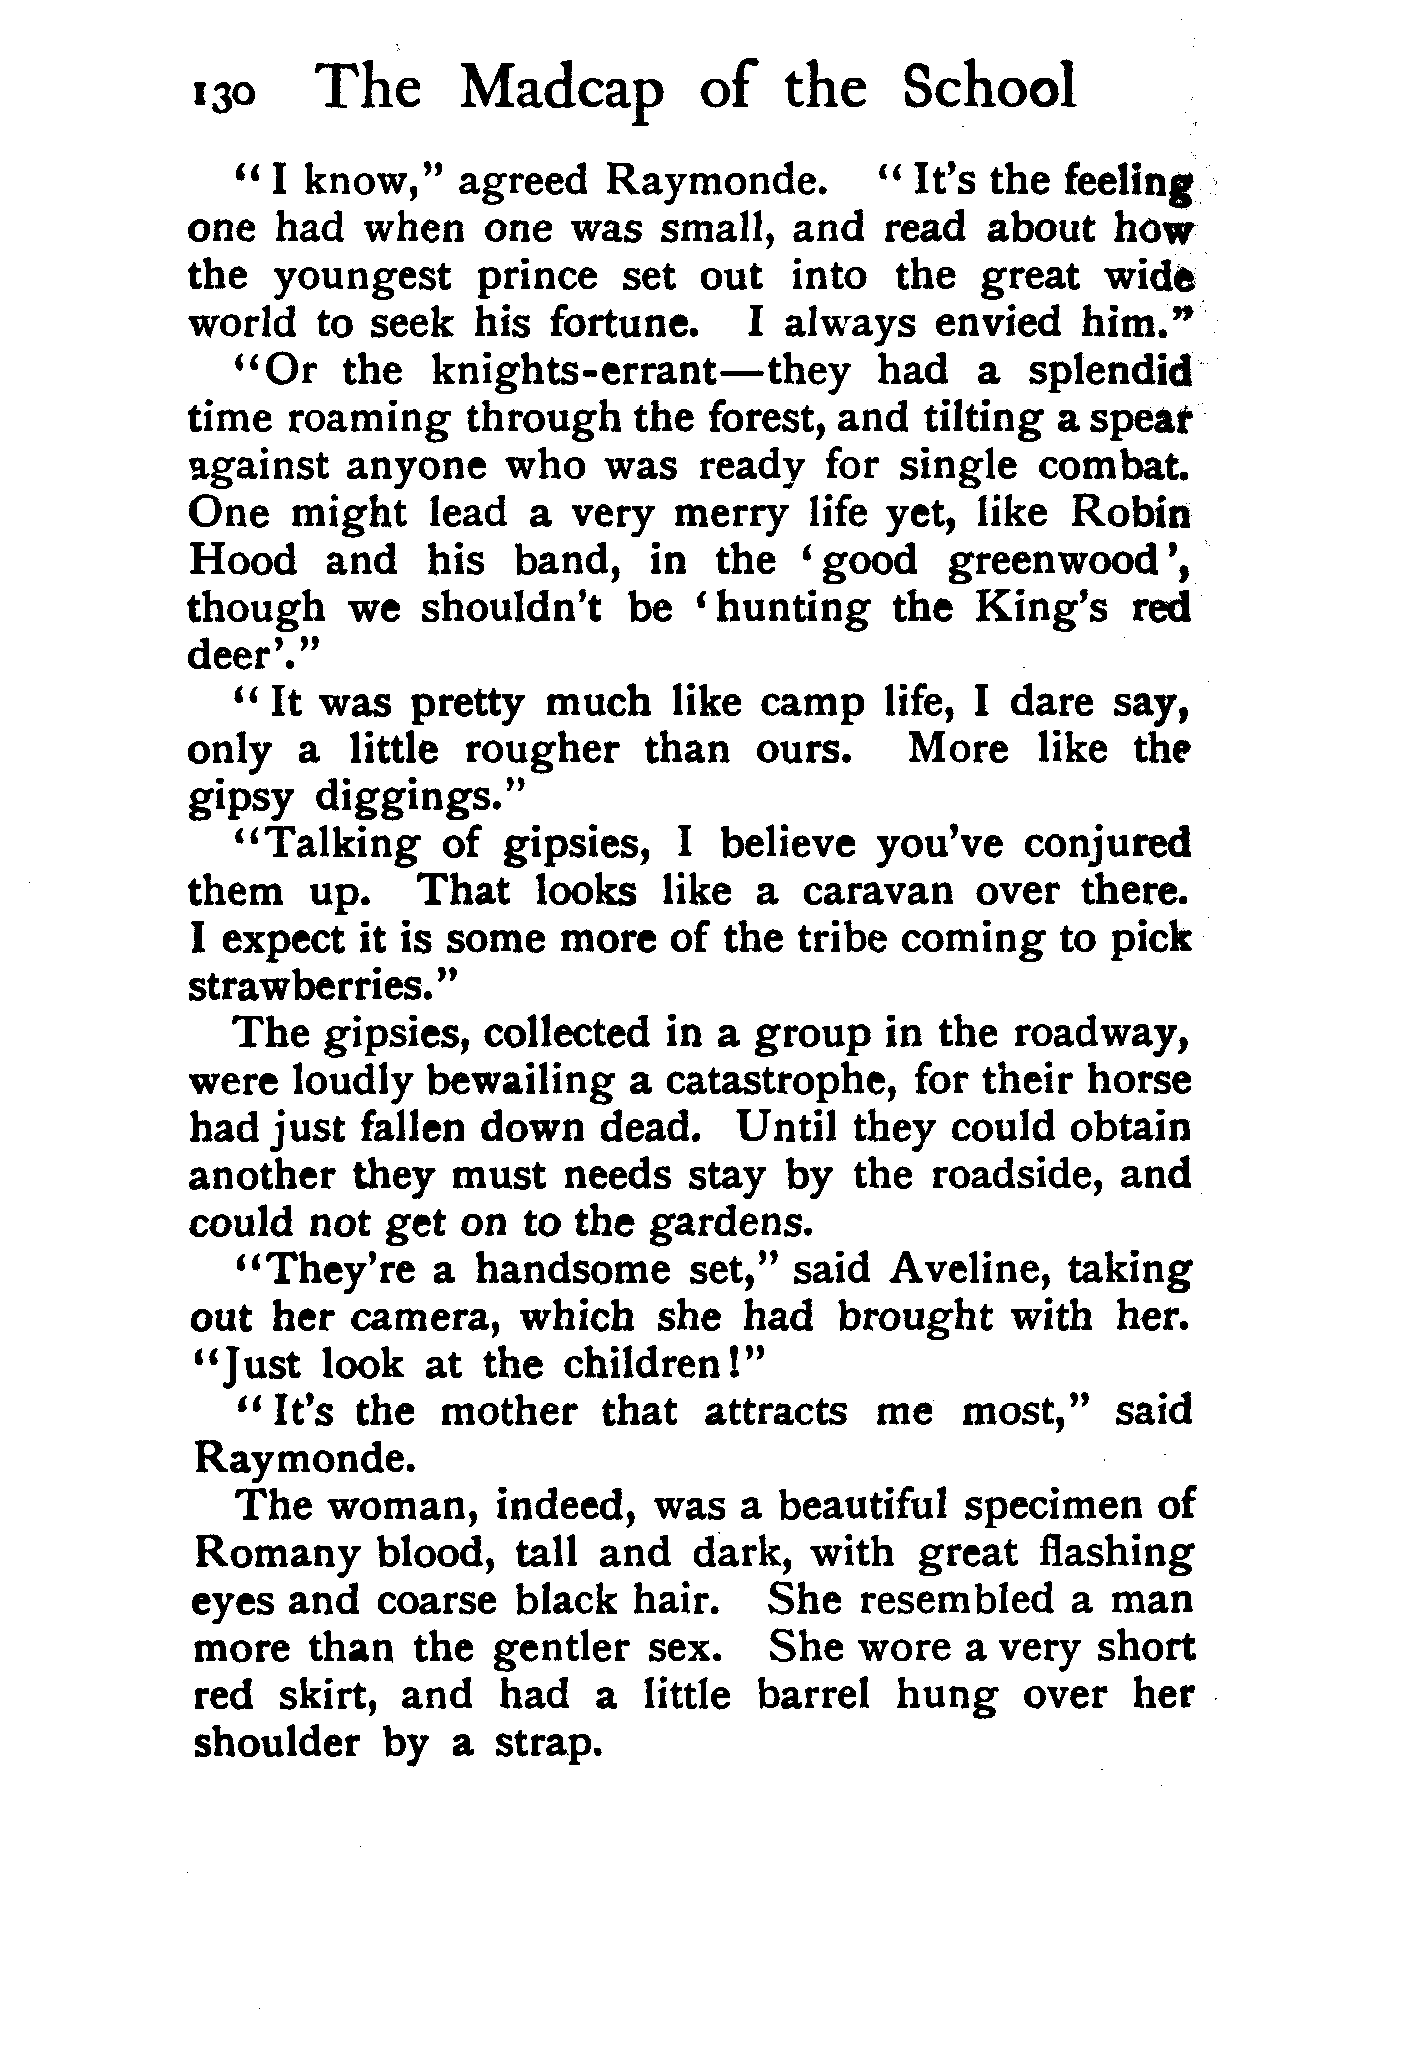 130 The Madcap of the School
“I know,” agreed Raymonde. “It's the feeling
one had when one was small, and read about how
the youngest prince set out into the great wide
world to seek his fortune. I always envied him.”
“Or the knights-errant—they had a splendid
time roaming through the forest, and tilting a spear
against anyone who was ready for single combat.
One might lead a very merry life yet, like Robin
Hood and his band, in the ‘good greenwood’,
though we shouldn't be ‘hunting the King's red
deer’.”
“It was pretty much like camp life, I dare say,
only a little rougher than ours. More like the
gipsy diggings.”
“Talking of gipsies, I believe you've conjured
them up. That looks like a caravan over there.
I expect it is some more of the tribe coming to pick
strawberries.”
The gipsies, collected in a group in the roadway,
were loudly bewailing a catastrophe, for their horse
had just fallen down dead. Until they could obtain
another they must needs stay by the roadside, and
could not get on to the gardens.
“They're a handsome set,” said Aveline, taking
out her camera, which she had brought with her.
“Just look at the children!”
“It's the mother that attracts me most,” said
Raymonde.
The woman, indeed, was a beautiful specimen of
Romany blood, tall and dark, with great flashing
eyes and coarse black hair. She resembled a man
more than the gentler sex. She wore a very short
red skirt, and had a little barrel hung over her
shoulder by a strap.